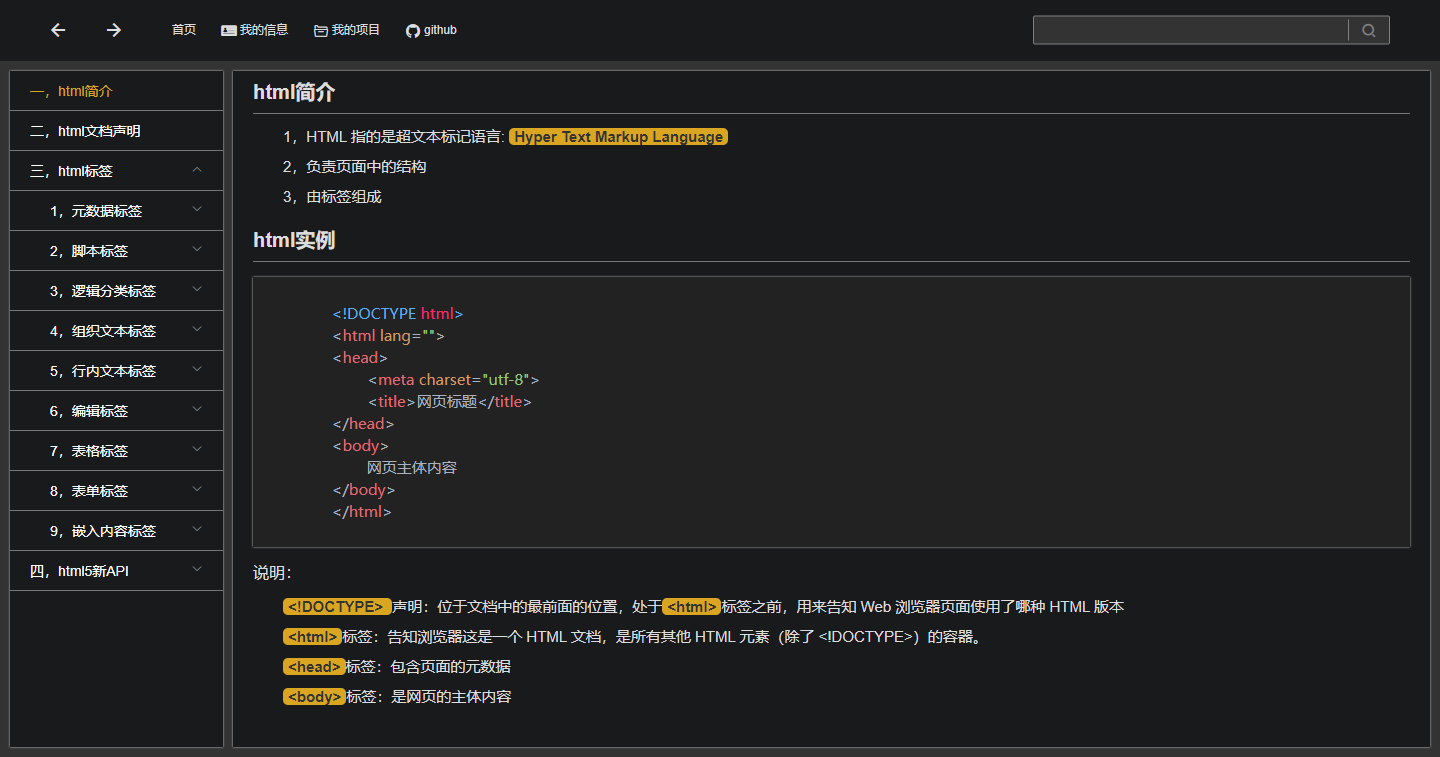 首页 我的信息 我的项目 github
一，html简介
二，html文档声明
三，html标签
1，元数据标签
2，脚本标签
3，逻辑分类标签
4，组织文本标签
5，行内文本标签
6，编辑标签
7，表格标签
8，表单标签
9，嵌入内容标签
四，html5新API
html简介
1，HTML 指的是超文本标记语言: Hyper Text Markup Language
2，负责页面中的结构
3，由标签组成
html实例
<!DOCTYPE html>
<html lang="">
<head>
<meta charset="utf-8">
<title>网页标题</title>
</head>
<body>
网页主体内容
</body>
</html>
说明：
<!DOCTYPE>声明：位于文档中的最前面的位置，处于<html>标签之前，用来告知 Web 浏览器页面使用了哪种 HTML 版本
<html>标签：告知浏览器这是一个 HTML 文档，是所有其他 HTML 元素（除了 <!DOCTYPE>）的容器。
<head>标签：包含页面的元数据
<body>标签：是网页的主体内容